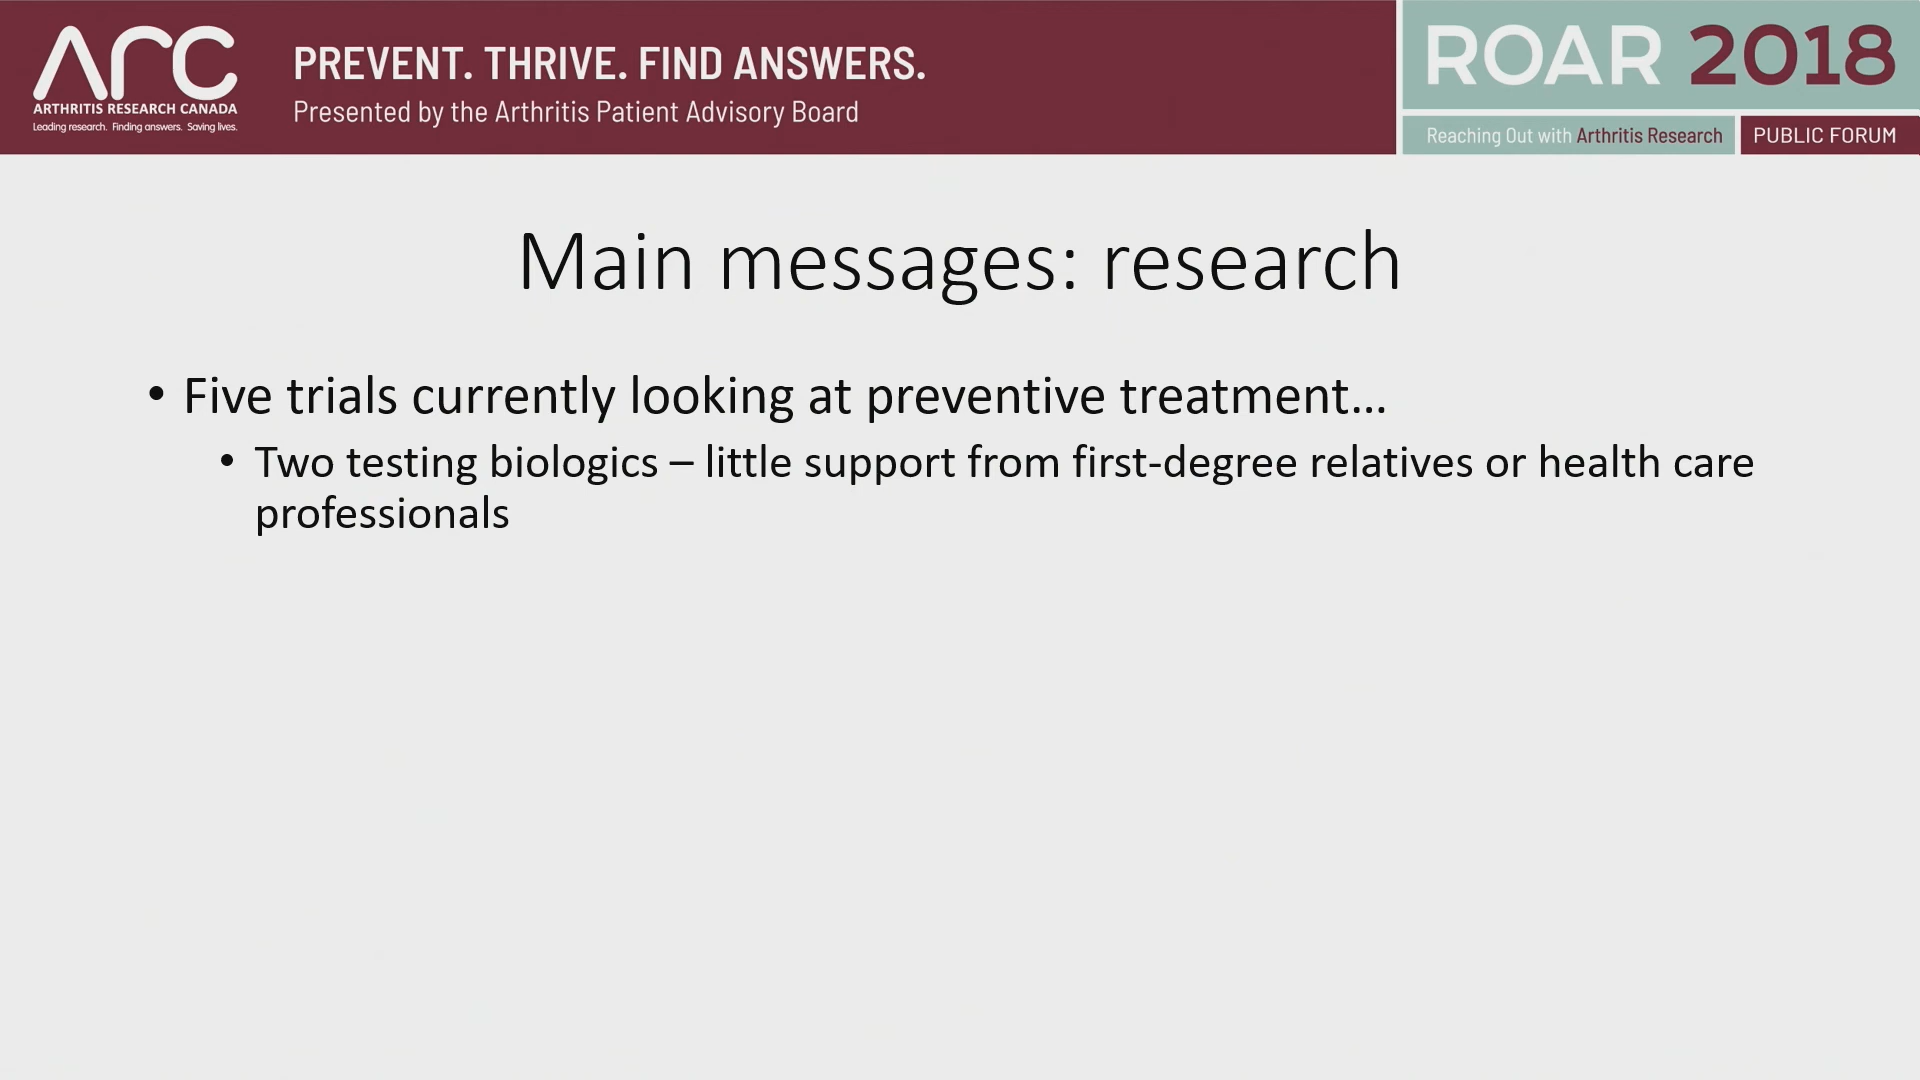 ARC
ARTHRITIS RESEARCH CANADA
Leading research. Finding answers. Saving lives.
PREVENT. THRIVE. FIND ANSWERS.
Presented by the Arthritis Patient Advisory Board
ROAR 2018
Reaching Out with Arthritis Research
PUBLIC FORUM
Main messages: research
• Five trials currently looking at preventive treatment…
• Two testing biologics – little support from first-degree relatives or health care
professionals